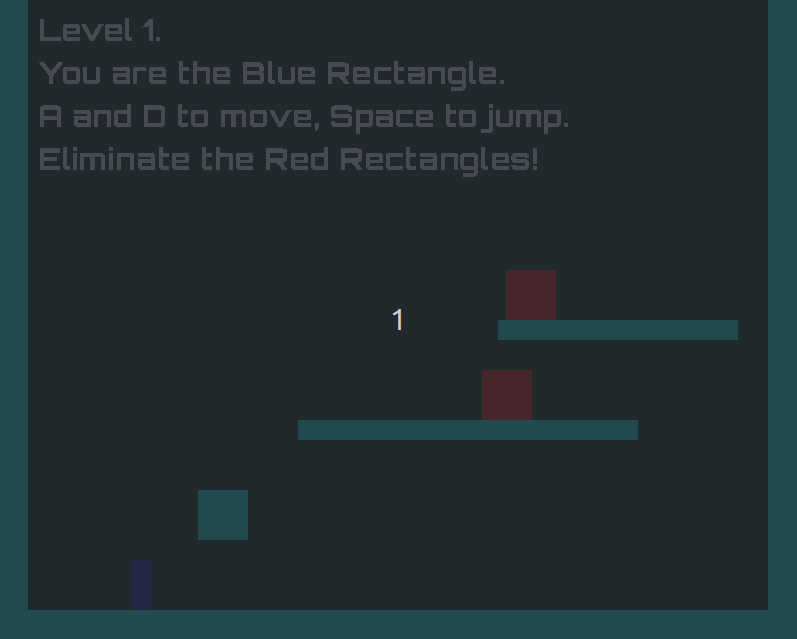 Level 1.
You are the Blue Rectangle.
A and D to move, Space to jump.
Eliminate the Red Rectangles!
1